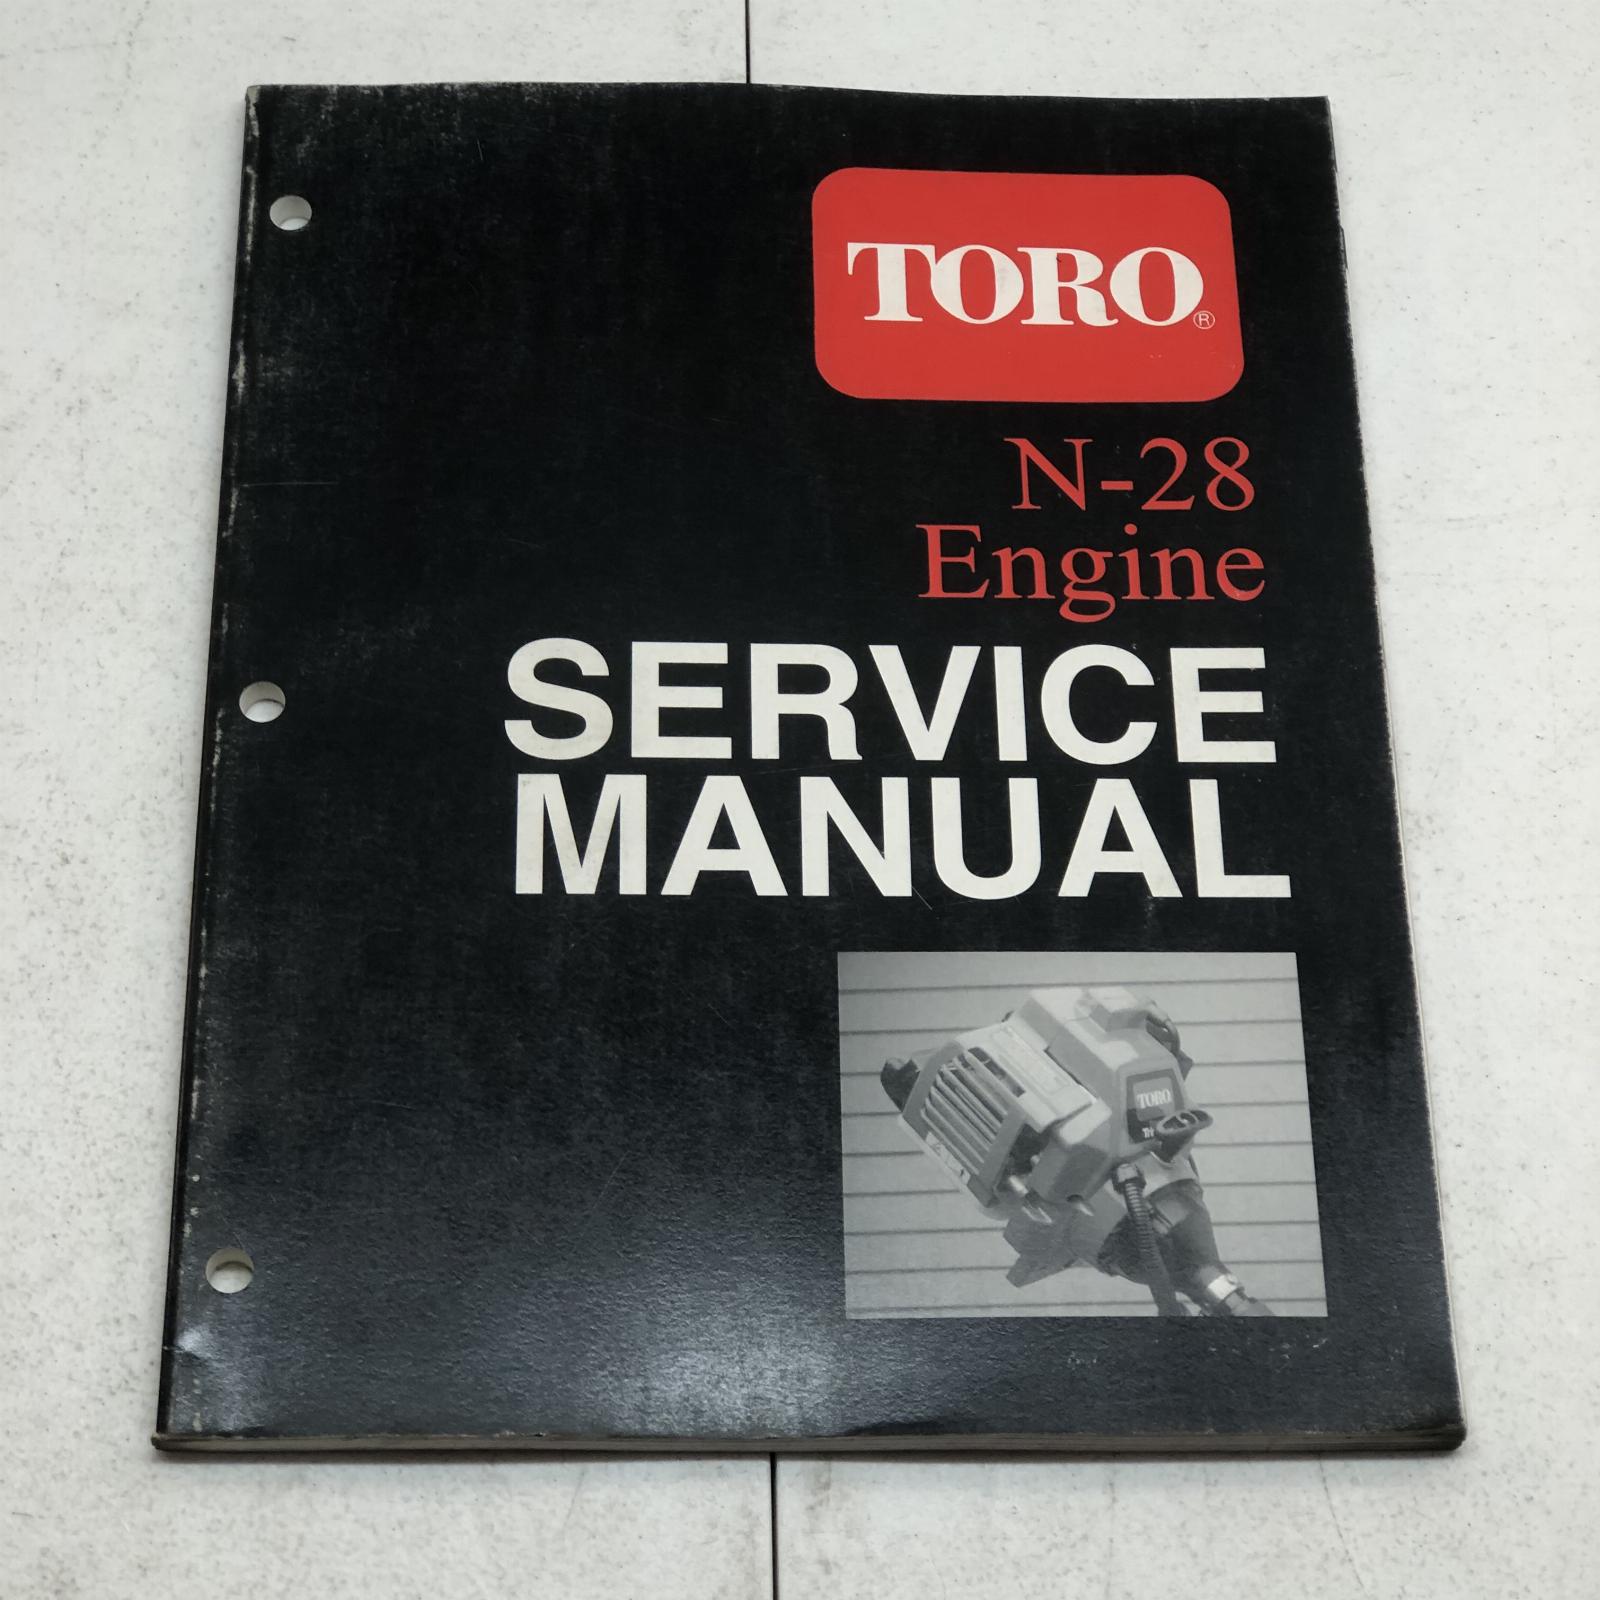 TORO®
N-28
Engine
SERVICE
MANUAL
TORO